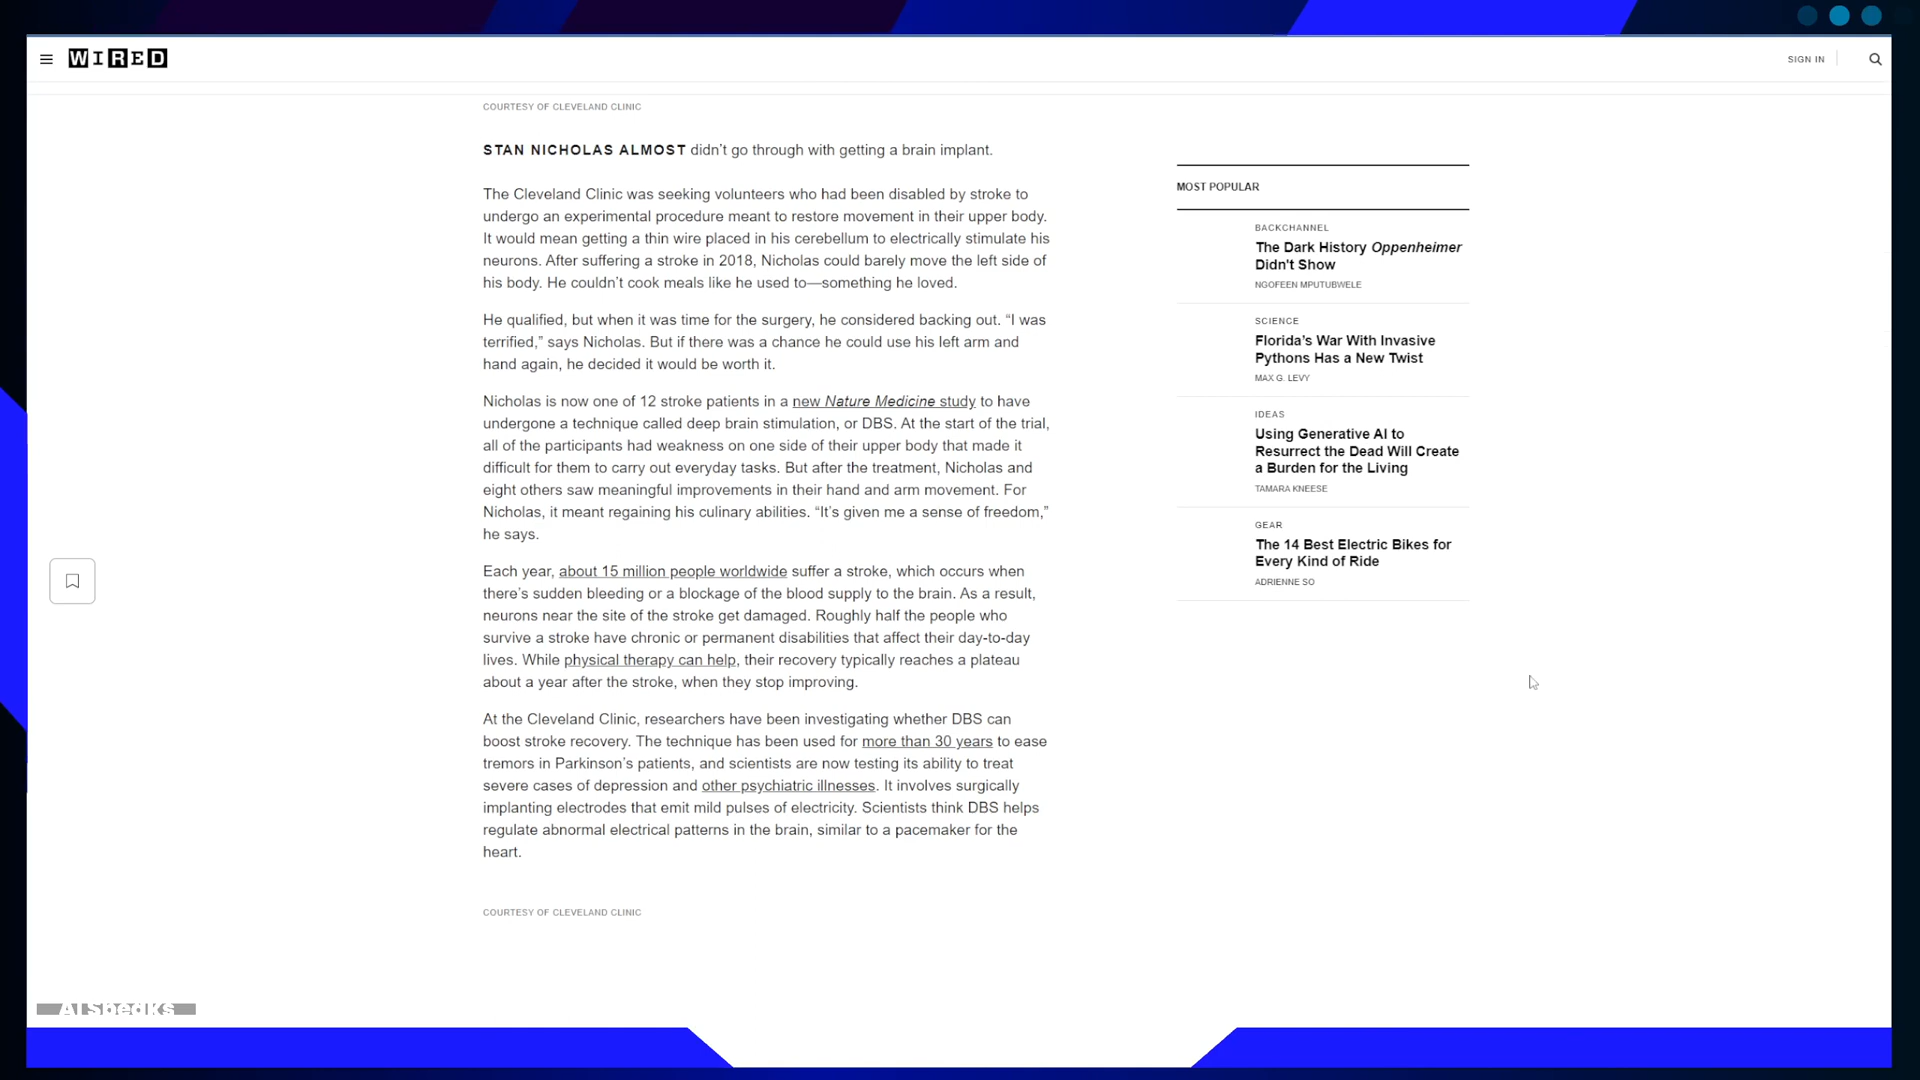 WIRED
SIGN IN
COURTESY OF CLEVELAND CLINIC
STAN NICHOLAS ALMOST didn’t go through with getting a brain implant.
The Cleveland Clinic was seeking volunteers who had been disabled by stroke to
undergo an experimental procedure meant to restore movement in their upper body.
It would mean getting a thin wire placed in his cerebellum to electrically stimulate his
neurons. After suffering a stroke in 2018, Nicholas could barely move the left side of
his body. He couldn’t cook meals like he used to—something he loved.
He qualified, but when it was time for the surgery, he considered backing out. “I was
terrified,” says Nicholas. But if there was a chance he could use his left arm and
hand again, he decided it would be worth it.
Nicholas is now one of 12 stroke patients in a new Nature Medicine study to have
undergone a technique called deep brain stimulation, or DBS. At the start of the trial,
all of the participants had weakness on one side of their upper body that made it
difficult for them to carry out everyday tasks. But after the treatment, Nicholas and
eight others saw meaningful improvements in their hand and arm movement. For
Nicholas, it meant regaining his culinary abilities. “It’s given me a sense of freedom,”
he says.
Each year, about 15 million people worldwide suffer a stroke, which occurs when
there’s sudden bleeding or a blockage of the blood supply to the brain. As a result,
neurons near the site of the stroke get damaged. Roughly half the people who
survive a stroke have chronic or permanent disabilities that affect their day-to-day
lives. While physical therapy can help, their recovery typically reaches a plateau
about a year after the stroke, when they stop improving.
At the Cleveland Clinic, researchers have been investigating whether DBS can
boost stroke recovery. The technique has been used for more than 30 years to ease
tremors in Parkinson’s patients, and scientists are now testing its ability to treat
severe cases of depression and other psychiatric illnesses. It involves surgically
implanting electrodes that emit mild pulses of electricity. Scientists think DBS helps
regulate abnormal electrical patterns in the brain, similar to a pacemaker for the
heart.
COURTESY OF CLEVELAND CLINIC
MOST POPULAR
BACKCHANNEL
The Dark History Oppenheimer
Didn't Show
NGOFEEN MPUTUBWELE
SCIENCE
Florida’s War With Invasive
Pythons Has a New Twist
MAX G. LEVY
IDEAS
Using Generative AI to
Resurrect the Dead Will Create
a Burden for the Living
TAMARA KNEESE
GEAR
The 14 Best Electric Bikes for
Every Kind of Ride
ADRIENNE SO